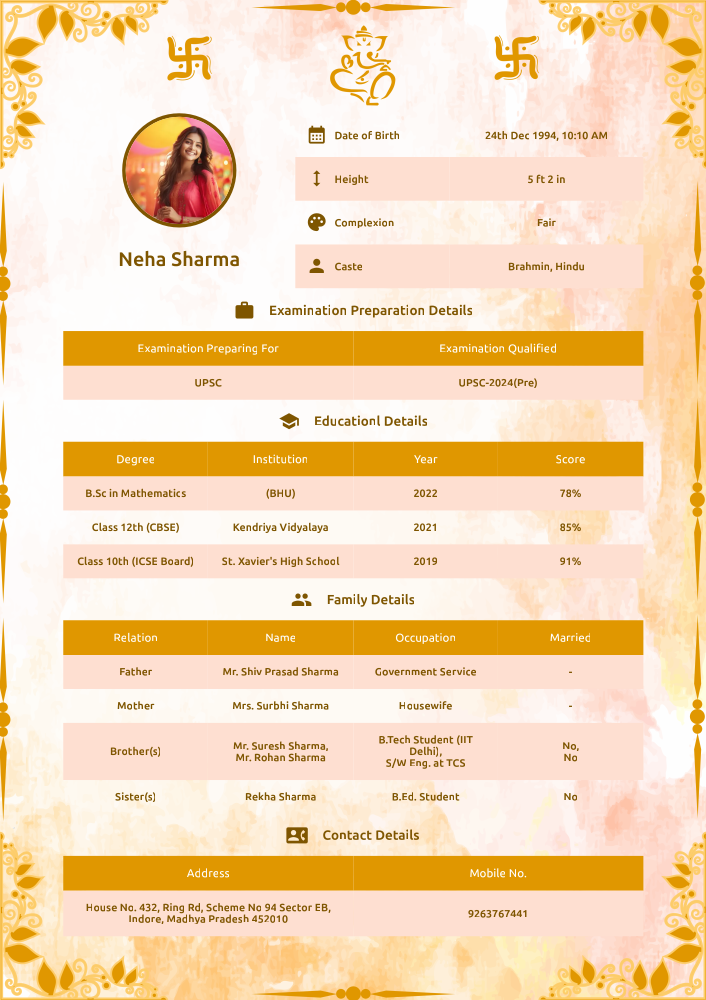 Neha Sharma
Date of Birth 24th Dec 1994, 10:10 AM
Height 5 ft 2 in
Complexion Fair
Caste Brahmin, Hindu
Examination Preparation Details
Examination Preparing For Examination Qualified
UPSC UPSC-2024(Pre)
Educationl Details
Degree Institution Year Score
B.Sc in Mathematics (BHU) 2022 78%
Class 12th (CBSE) Kendriya Vidyalaya 2021 85%
Class 10th (ICSE Board) St. Xavier's High School 2019 91%
Family Details
Relation Name Occupation Married
Father Mr. Shiv Prasad Sharma Government Service -
Mother Mrs. Surbhi Sharma Housewife -
Brother(s) Mr. Suresh Sharma,
Mr. Rohan Sharma
B.Tech Student (IIT
Delhi),
S/W Eng. at TCS
No,
No
Sister(s) Rekha Sharma B.Ed. Student No
Contact Details
Address Mobile No.
House No. 432, Ring Rd, Scheme No 94 Sector EB,
Indore, Madhya Pradesh 452010
9263767441